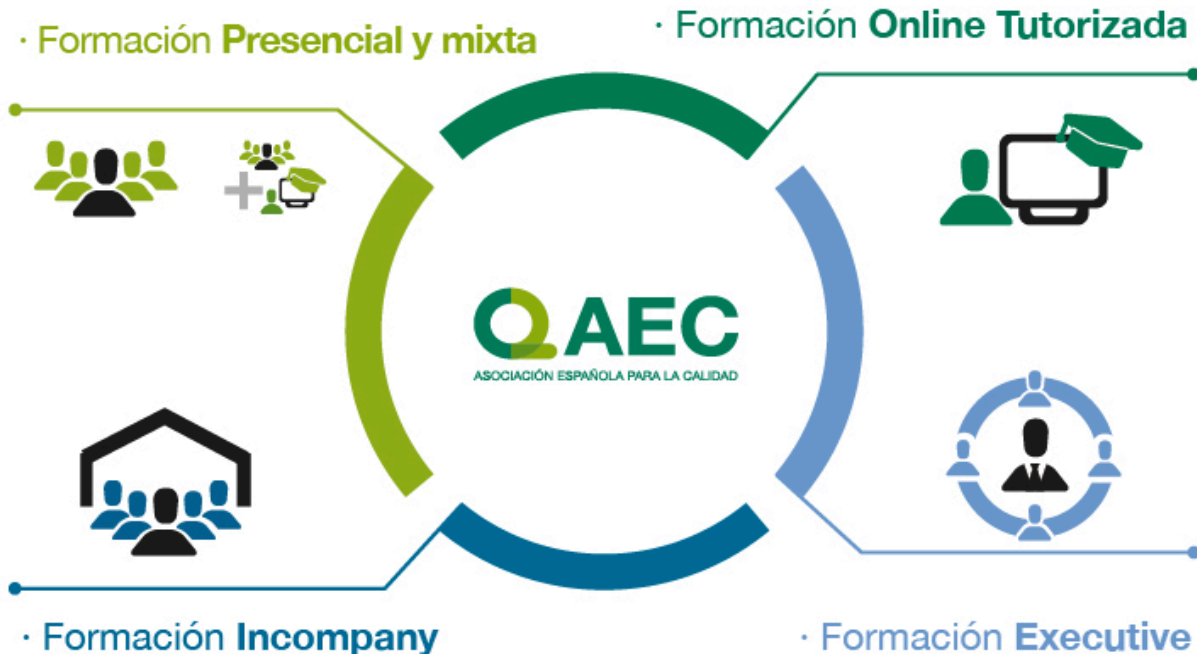 · Formación Presencial y mixta
· Formación Online Tutorizada
AEC
ASOCIACIÓN ESPAÑOLA PARA LA CALIDAD
· Formación Incompany
· Formación Executive